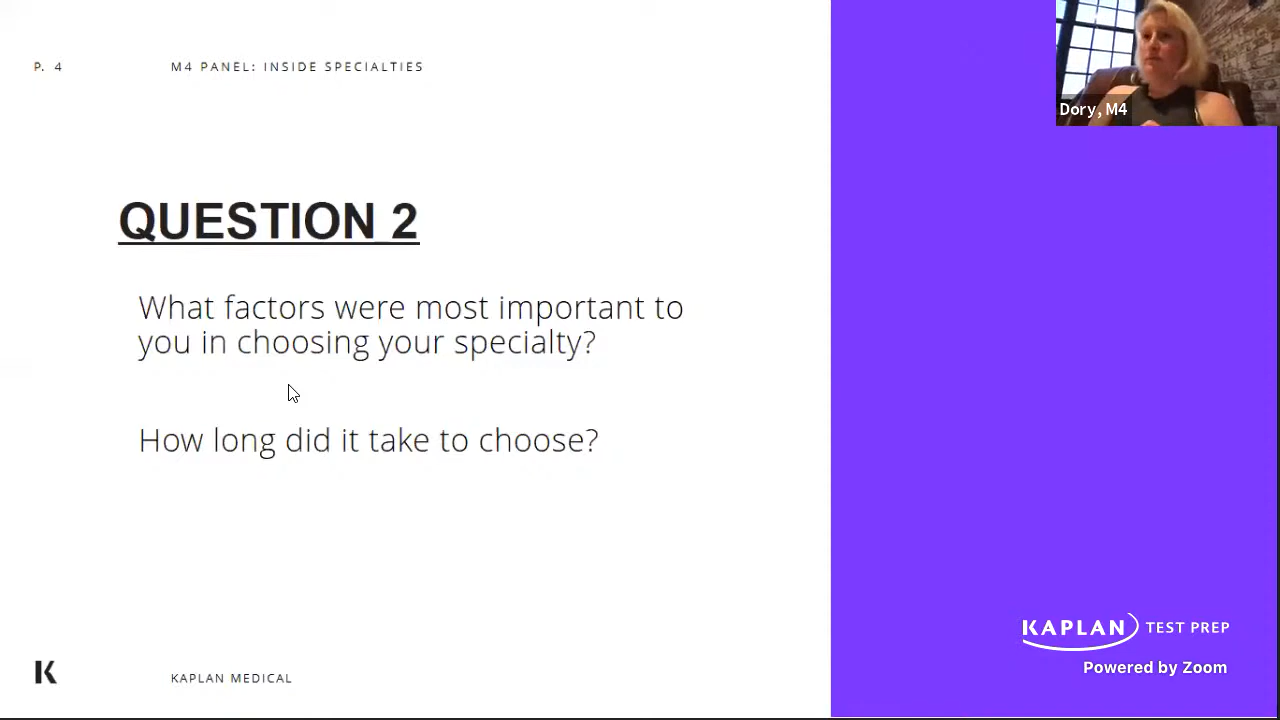 P. 4
M4 PANEL: INSIDE SPECIALTIES
Dory, M4
QUESTION 2
What factors were most important to
you in choosing your specialty?
How long did it take to choose?
KAPLAN TEST PREP
Powered by Zoom
K
KAPLAN MEDICAL